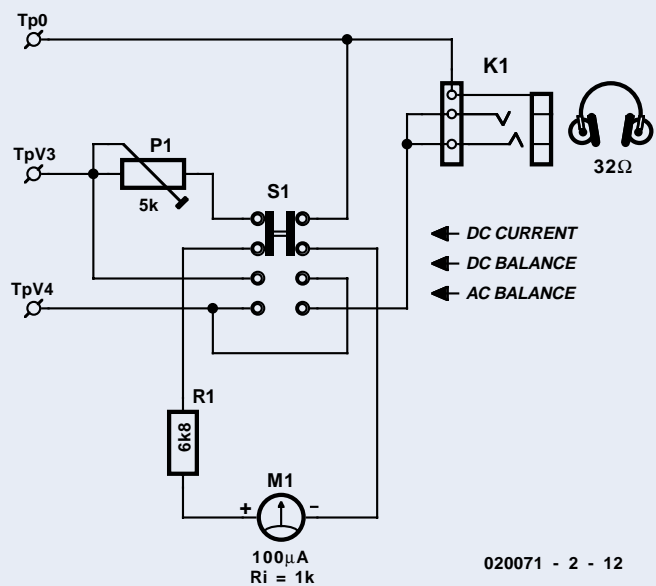 Tp0
K1
P1
TpV3
5k
S1
32Ω
DC CURRENT
DC BALANCE
AC BALANCE
TpV4
R1
6k8
M1
+
–
100µA
Ri = 1k
020071 - 2 - 12